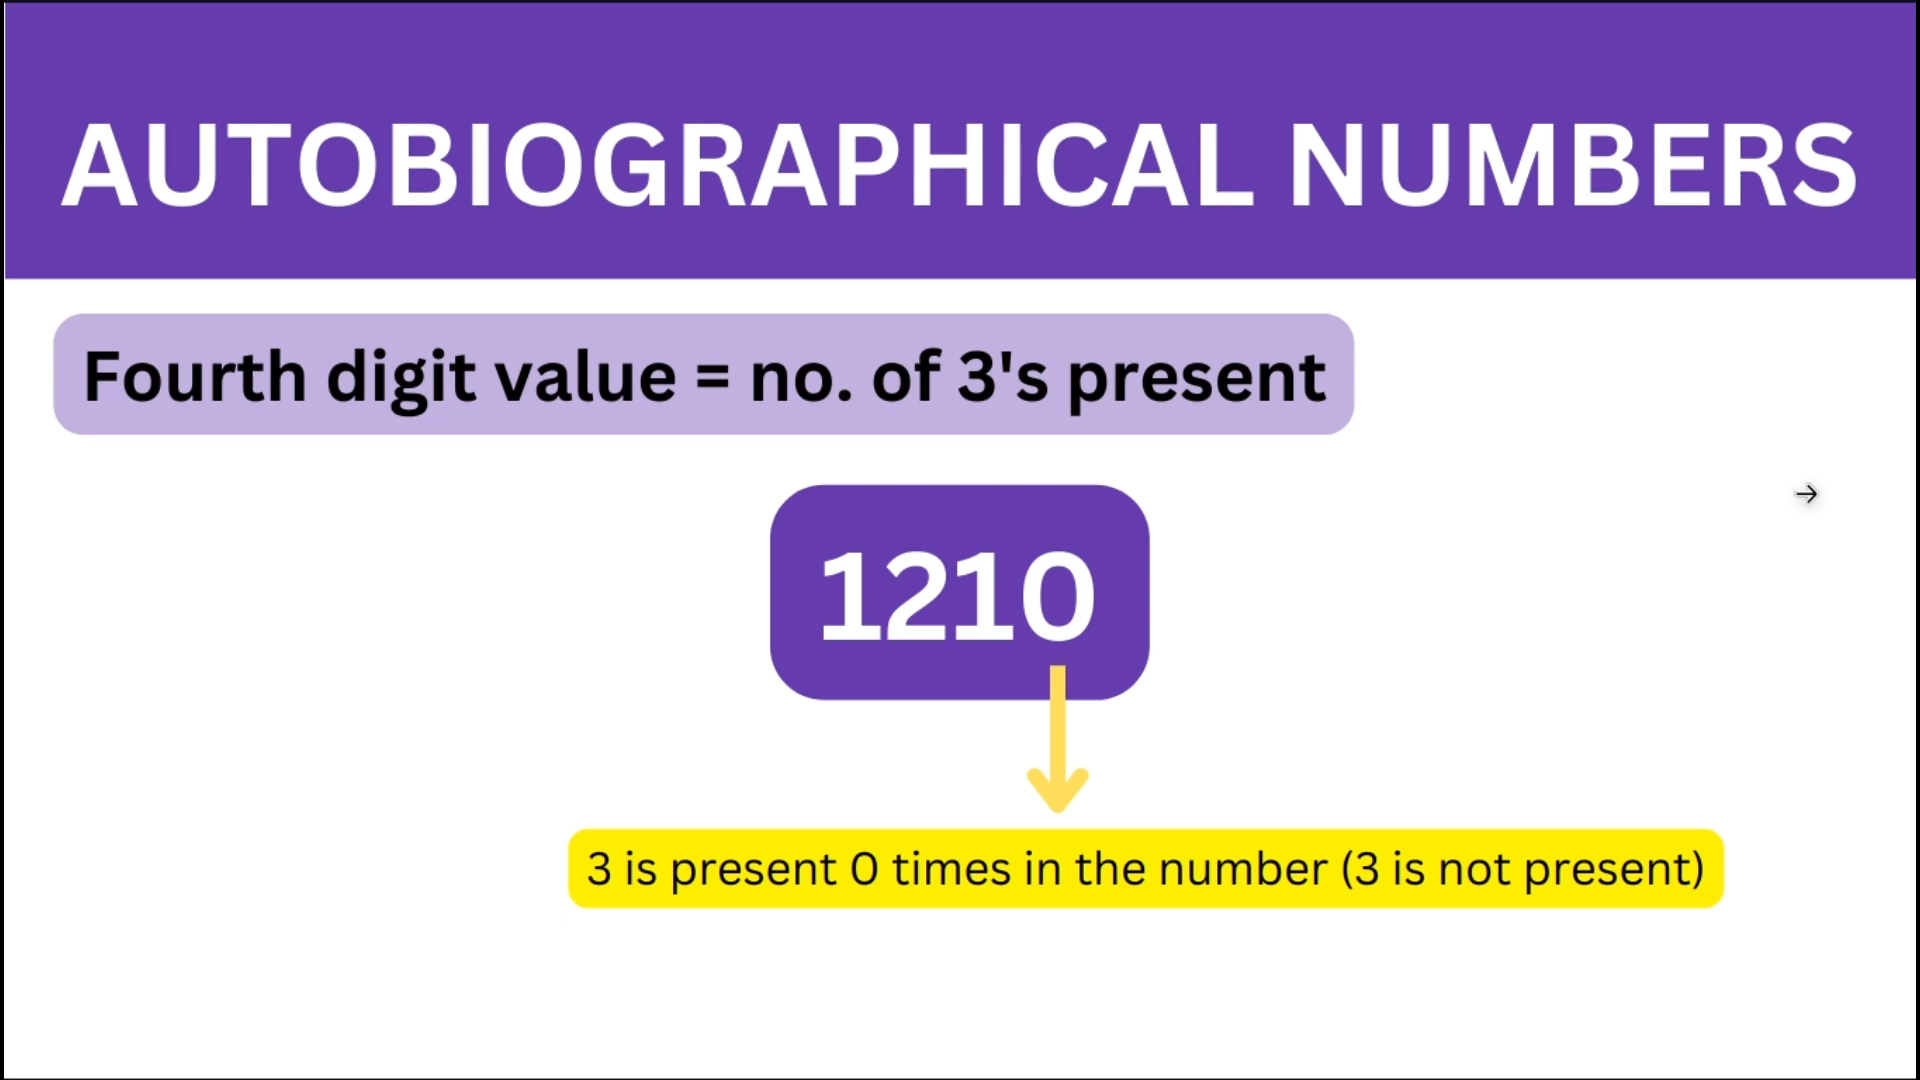 AUTOBIOGRAPHICAL NUMBERS
Fourth digit value = no. of 3's present
1210
3 is present 0 times in the number (3 is not present)